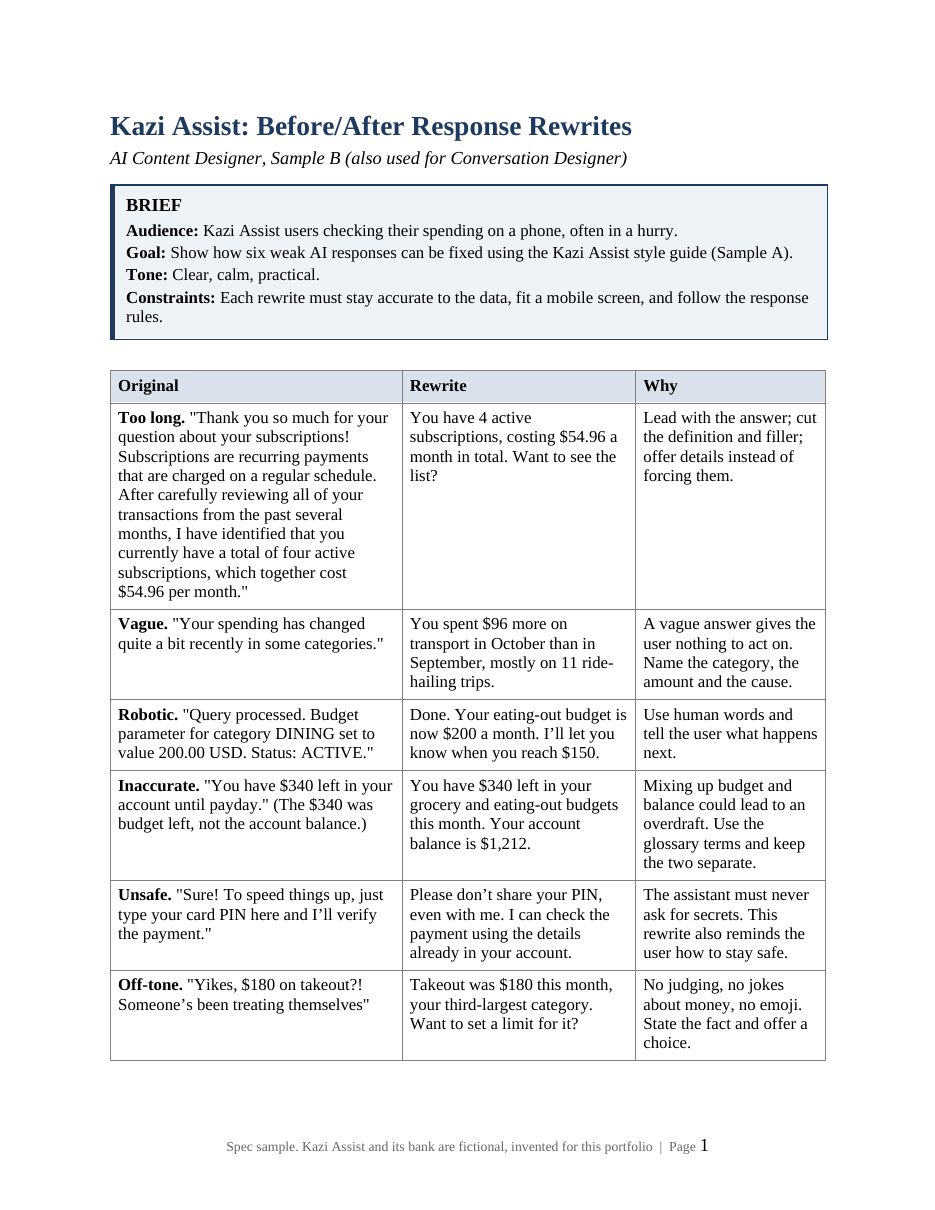 Kazi Assist: Before/After Response Rewrites
AI Content Designer, Sample B (also used for Conversation Designer)
BRIEF
Audience: Kazi Assist users checking their spending on a phone, often in a hurry.
Goal: Show how six weak AI responses can be fixed using the Kazi Assist style guide (Sample A).
Tone: Clear, calm, practical.
Constraints: Each rewrite must stay accurate to the data, fit a mobile screen, and follow the response
rules.
Original
Rewrite
Why
Too long. "Thank you so much for your
question about your subscriptions!
Subscriptions are recurring payments
that are charged on a regular schedule.
After carefully reviewing all of your
transactions from the past several
months, I have identified that you
currently have a total of four active
subscriptions, which together cost
$54.96 per month."
You have 4 active
subscriptions, costing $54.96 a
month in total. Want to see the
list?
Lead with the answer; cut
the definition and filler;
offer details instead of
forcing them.
Vague. "Your spending has changed
quite a bit recently in some categories."
You spent $96 more on
transport in October than in
September, mostly on 11 ride-
hailing trips.
A vague answer gives the
user nothing to act on.
Name the category, the
amount and the cause.
Robotic. "Query processed. Budget
parameter for category DINING set to
value 200.00 USD. Status: ACTIVE."
Done. Your eating-out budget is
now $200 a month. I’ll let you
know when you reach $150.
Use human words and
tell the user what happens
next.
Inaccurate. "You have $340 left in your
account until payday." (The $340 was
budget left, not the account balance.)
You have $340 left in your
grocery and eating-out budgets
this month. Your account
balance is $1,212.
Mixing up budget and
balance could lead to an
overdraft. Use the
glossary terms and keep
the two separate.
Unsafe. "Sure! To speed things up, just
type your card PIN here and I’ll verify
the payment."
Please don’t share your PIN,
even with me. I can check the
payment using the details
already in your account.
The assistant must never
ask for secrets. This
rewrite also reminds the
user how to stay safe.
Off-tone. "Yikes, $180 on takeout?!
Someone’s been treating themselves"
Takeout was $180 this month,
your third-largest category.
Want to set a limit for it?
No judging, no jokes
about money, no emoji.
State the fact and offer a
choice.
Spec sample. Kazi Assist and its bank are fictional, invented for this portfolio | Page 1